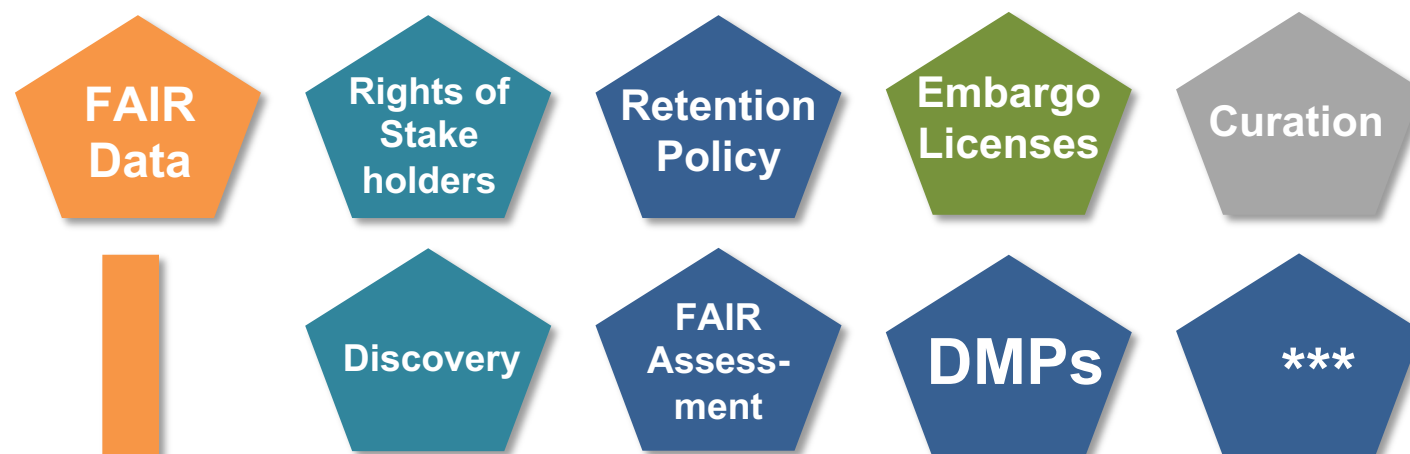 FAIR
Data
Rights of
Stake
holders
Retention
Policy
Embargo
Licenses
Curation
Discovery
FAIR
Assess-
ment
DMPs
***